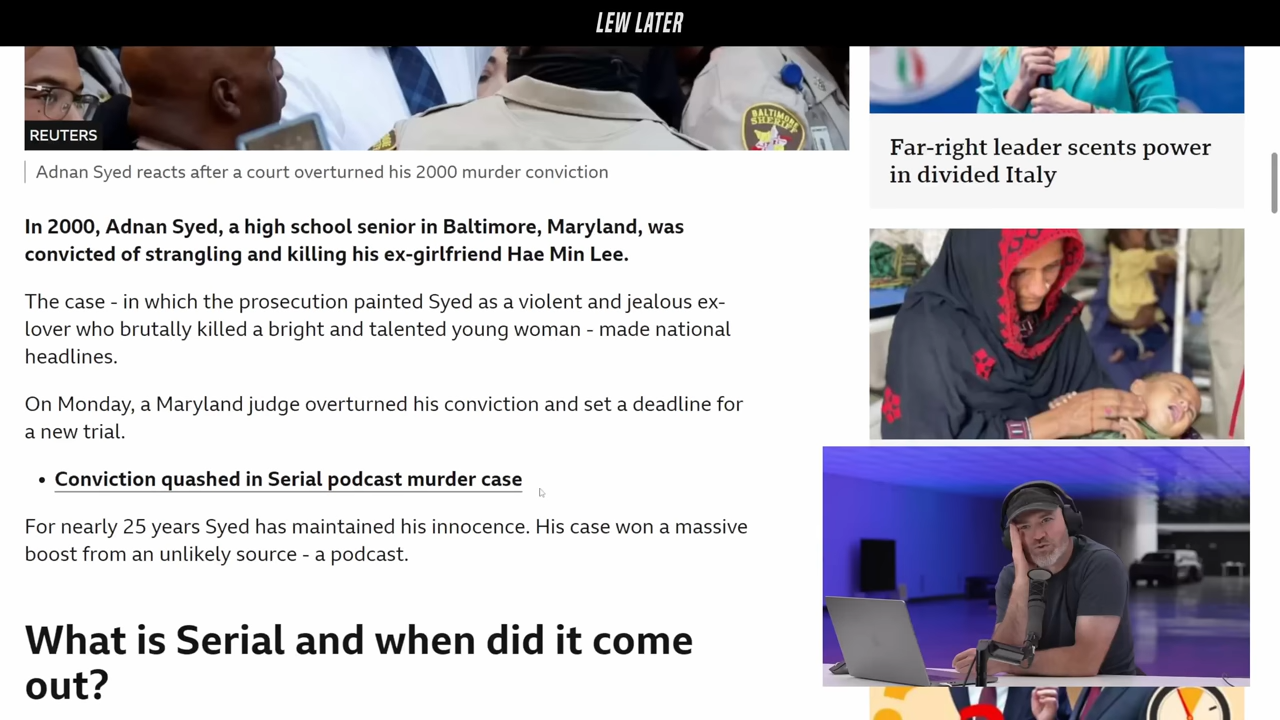 LEW LATER
REUTERS
BALTIMORE
SHERIFF
Adnan Syed reacts after a court overturned his 2000 murder conviction
In 2000, Adnan Syed, a high school senior in Baltimore, Maryland, was
convicted of strangling and killing his ex-girlfriend Hae Min Lee.
The case - in which the prosecution painted Syed as a violent and jealous ex-
lover who brutally killed a bright and talented young woman - made national
headlines.
On Monday, a Maryland judge overturned his conviction and set a deadline for
a new trial.
• Conviction quashed in Serial podcast murder case
For nearly 25 years Syed has maintained his innocence. His case won a massive
boost from an unlikely source - a podcast.
What is Serial and when did it come
out?
Far-right leader scents power
in divided Italy